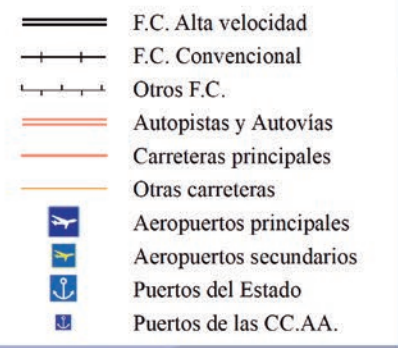 F.C. Alta velocidad
F.C. Convencional
Otros F.C.
Autopistas y Autovías
Carreteras principales
Otras carreteras
Aeropuertos principales
Aeropuertos secundarios
Puertos del Estado
Puertos de las CC.AA.